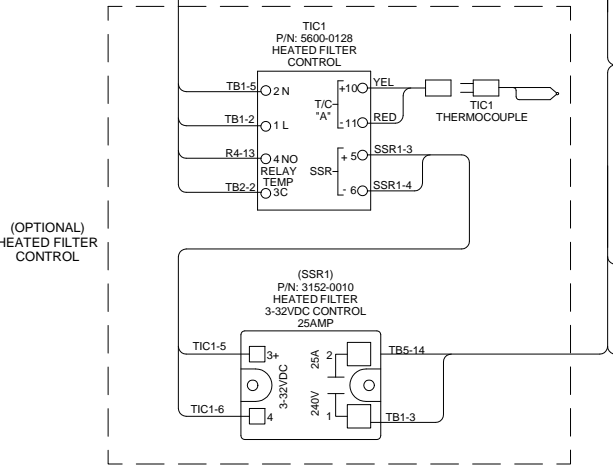 TIC1
P/N: 5600-0128
HEATED FILTER
CONTROL
TB1-5
2 N
+10
YEL
T/C
"A"
TIC1
THERMOCOUPLE
TB1-2
1 L
- 11
RED
R4-13
4 NO
+ 5
SSR1-3
RELAY
TEMP
SSR
TB2-2
3C
- 6
SSR1-4
(OPTIONAL)
HEATED FILTER
CONTROL
(SSR1)
P/N: 3152-0010
HEATED FILTER
3-32VDC CONTROL
25AMP
TIC1-5
3+
25A
2
TB5-14
3-32VDC
TIC1-6
4
240V
1
TB1-3